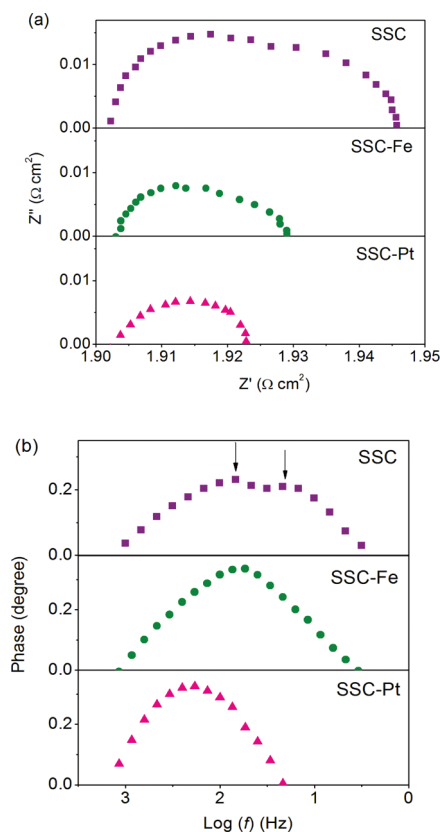 (a)
SSC
0.01
0.00
SSC-Fe
0.01
0.00
SSC-Pt
0.01
0.00
1.90 1.91 1.92 1.93 1.94 1.95
Z" (Ω cm²)
Z' (Ω cm²)
(b)
SSC
0.2
0.0
SSC-Fe
0.2
0.0
SSC-Pt
0.2
0.0
3 2 1 0
Phase (degree)
Log (f) (Hz)